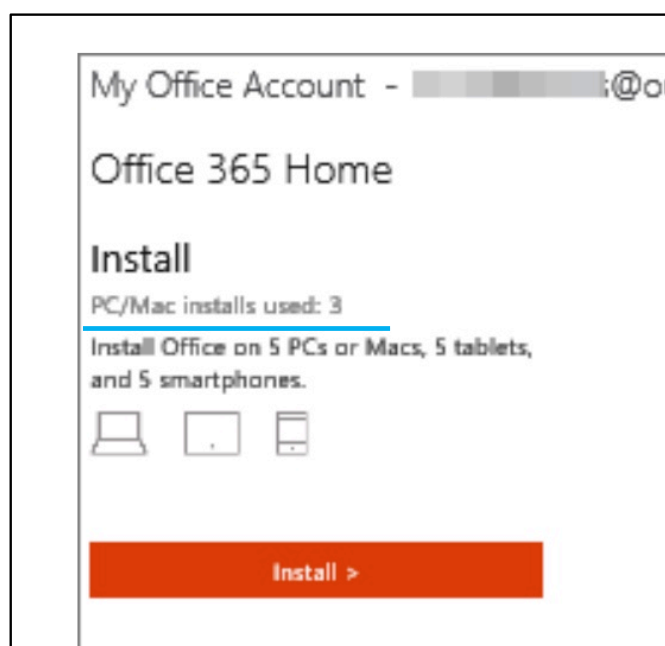 My Office Account - @ou
Office 365 Home
Install
PC/Mac installs used: 3
Install Office on 5 PCs or Macs, 5 tablets,
and 5 smartphones.
Install >